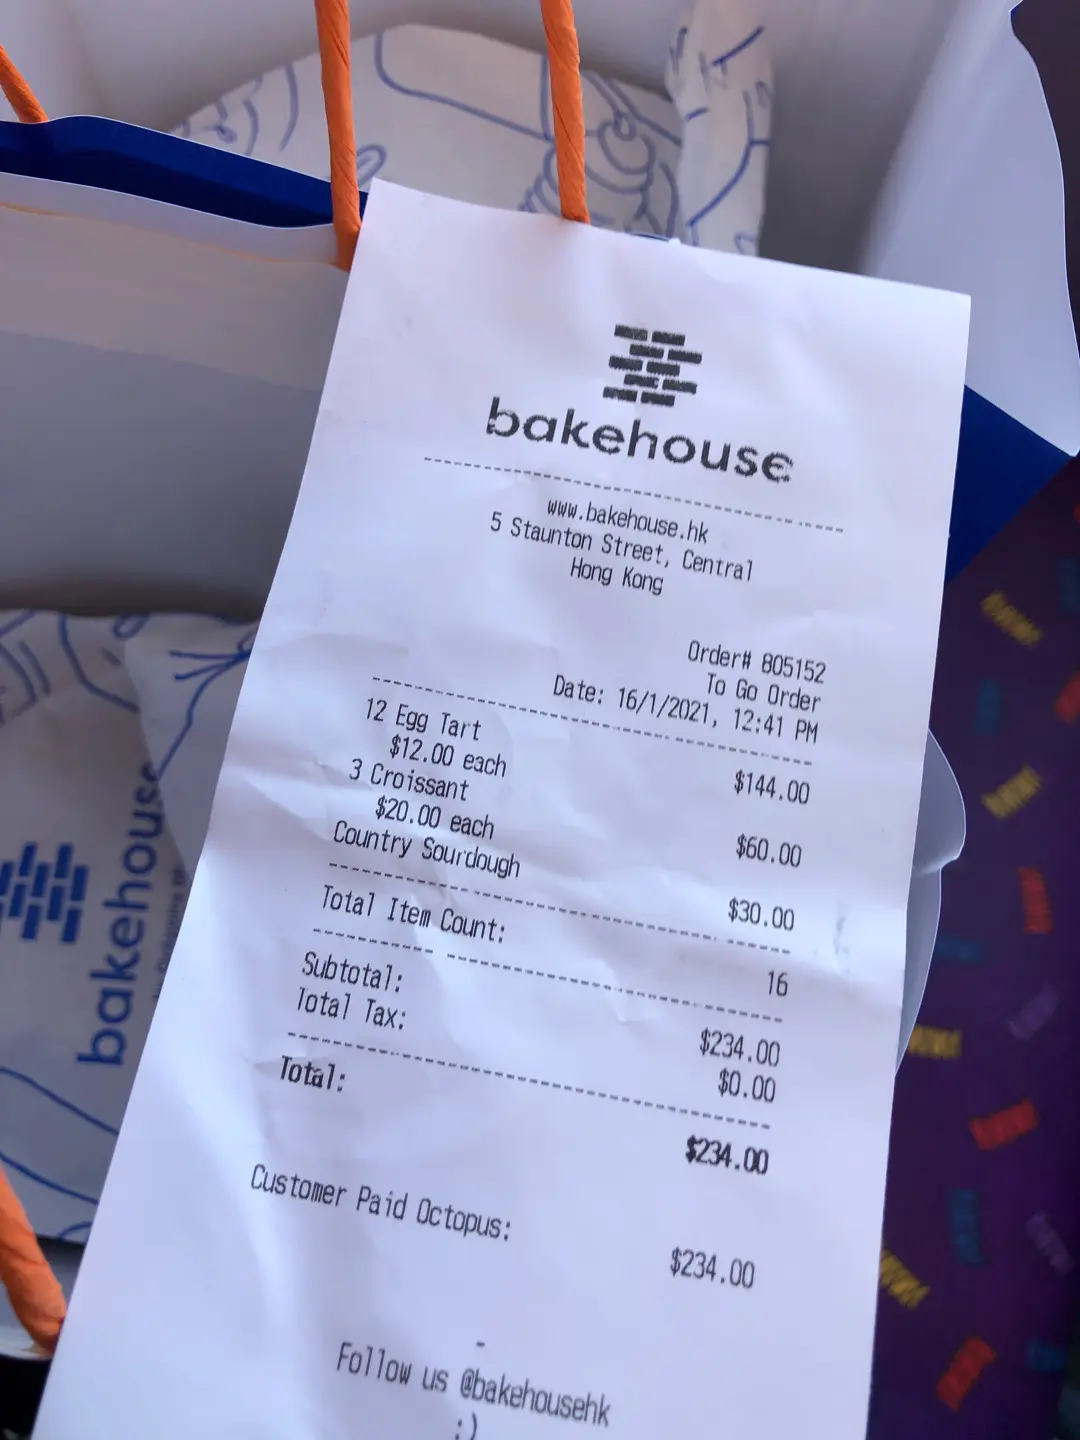 bakehouse
www.bakehouse.hk
5 Staunton Street, Central
Hong Kong
Order# 805152
To Go Order
Date: 16/1/2021, 12:41 PM
12 Egg Tart
$12.00 each $144.00
3 Croissant
$20.00 each $60.00
Country Sourdough $30.00
Total Item Count: 16
Subtotal: $234.00
Total Tax: $0.00
Total: $234.00
Customer Paid Octopus: $234.00
-
Follow us @bakehousehk
:)
bakehouse